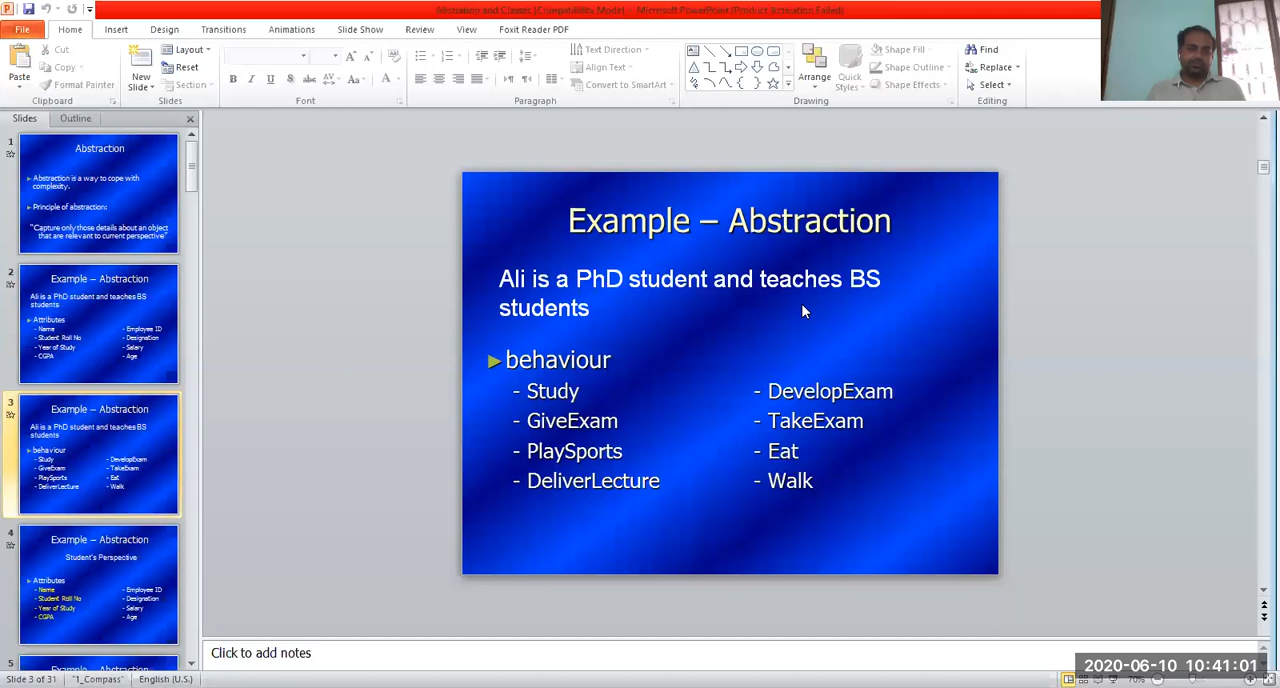 Abstration and Classes [Compatibility Mode] - Microsoft PowerPoint (Product Activation Failed)
File Home Insert Design Transitions Animations Slide Show Review View Foxit Reader PDF
Paste
Cut
Copy
Format Painter
Clipboard
New
Slide
Layout
Reset
Section
Slides
B I U S abc AV Aa A
Font
Paragraph
Text Direction
Align Text
Convert to SmartArt
Arrange
Quick
Styles
Shape Fill
Shape Outline
Shape Effects
Drawing
Find
Replace
Select
Editing
Slides Outline
1
Abstraction
Abstraction is a way to cope with
complexity.
Principle of abstraction:
"Capture only those details about an object
that are relevant to current perspective"
2
Example – Abstraction
Ali is a PhD student and teaches BS
students
Attributes
- Name - Employee ID
- Student Roll No - Designation
- Year of Study - Salary
- CGPA - Age
3
Example – Abstraction
Ali is a PhD student and teaches BS
students
behaviour
- Study - DevelopExam
- GiveExam - TakeExam
- PlaySports - Eat
- DeliverLecture - Walk
4
Example – Abstraction
Student's Perspective
Attributes
- Name - Employee ID
- Student Roll No - Designation
- Year of Study - Salary
- CGPA - Age
5
Example – Abstraction
Example – Abstraction
Ali is a PhD student and teaches BS
students
behaviour
- Study - DevelopExam
- GiveExam - TakeExam
- PlaySports - Eat
- DeliverLecture - Walk
Click to add notes
Slide 3 of 31 "1_Compass" English (U.S.)
70%
2020-06-10 10:41:01